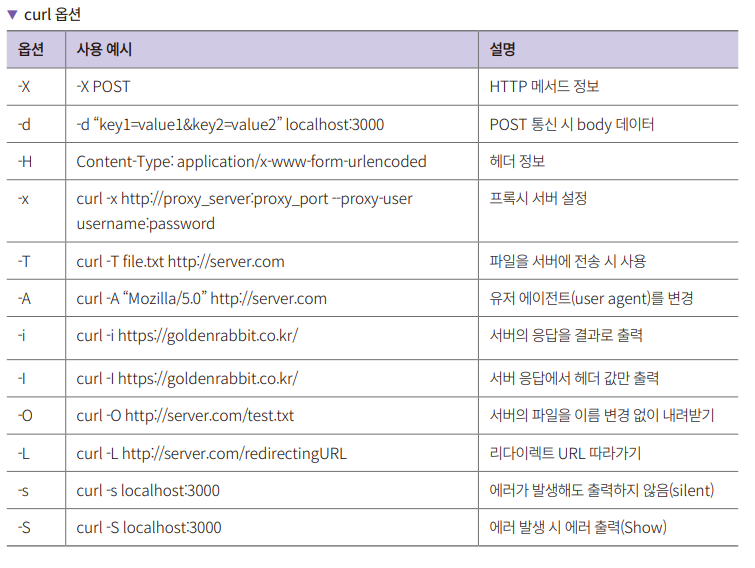 ▼ curl 옵션
옵션 사용 예시 설명
-X -X POST HTTP 메서드 정보
-d -d “key1=value1&key2=value2” localhost:3000 POST 통신 시 body 데이터
-H Content-Type: application/x-www-form-urlencoded 헤더 정보
-x curl -x http://proxy_server:proxy_port --proxy-user 프록시 서버 설정
username:password
-T curl -T file.txt http://server.com 파일을 서버에 전송 시 사용
-A curl -A “Mozilla/5.0” http://server.com 유저 에이전트(user agent)를 변경
-i curl -i https://goldenrabbit.co.kr/ 서버의 응답을 결과로 출력
-I curl -I https://goldenrabbit.co.kr/ 서버 응답에서 헤더 값만 출력
-O curl -O http://server.com/test.txt 서버의 파일을 이름 변경 없이 내려받기
-L curl -L http://server.com/redirectingURL 리다이렉트 URL 따라가기
-s curl -s localhost:3000 에러가 발생해도 출력하지 않음(silent)
-S curl -S localhost:3000 에러 발생 시 에러 출력(Show)